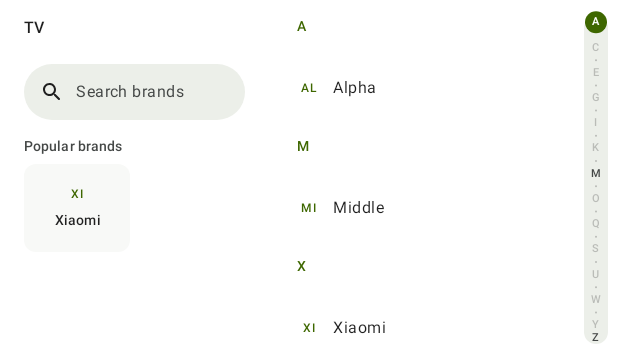 TV
Search brands
Popular brands
XI
Xiaomi
A
AL Alpha
M
MI Middle
X
XI Xiaomi
A
C
•
E
•
G
•
I
•
K
•
M
•
O
•
Q
•
S
•
U
•
W
•
Y
Z